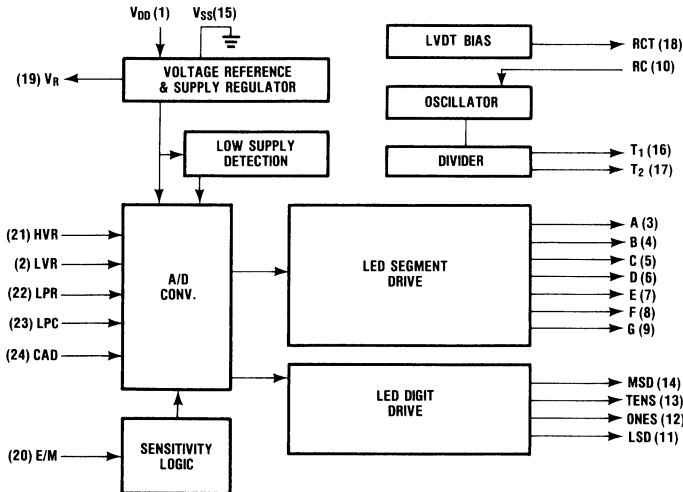 VDD (1)
VSS(15)
LVDT BIAS
RCT (18)
(19) VR
VOLTAGE REFERENCE
& SUPPLY REGULATOR
RC (10)
OSCILLATOR
LOW SUPPLY
DETECTION
DIVIDER
T1 (16)
T2 (17)
(21) HVR
(2) LVR
(22) LPR
(23) LPC
(24) CAD
A/D
CONV.
LED SEGMENT
DRIVE
A (3)
B (4)
C (5)
D (6)
E (7)
F (8)
G (9)
LED DIGIT
DRIVE
MSD (14)
TENS (13)
ONES (12)
LSD (11)
(20) E/M
SENSITIVITY
LOGIC